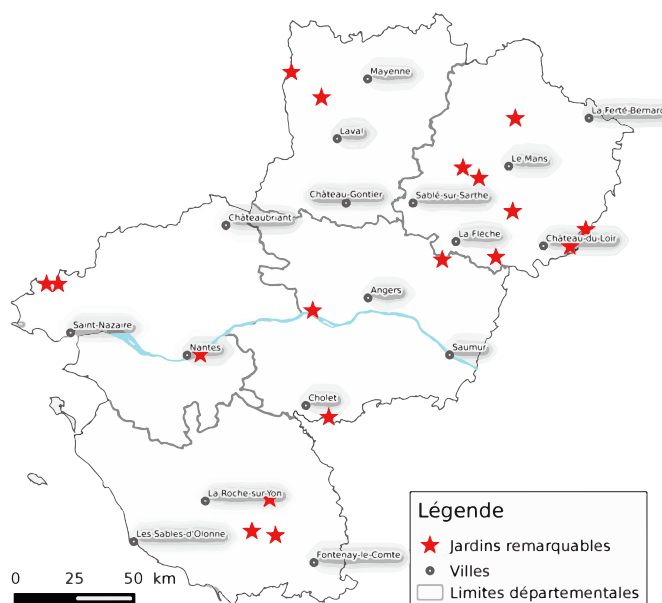 Mayenne
La Ferté-Bernard
Laval
Le Mans
Château-Gontier
Sablé-sur-Sarthe
Châteaubriant
La Flèche
Château-du-Loir
Angers
Saint-Nazaire
Nantes
Saumur
Cholet
La Roche-sur-Yon
Les Sables-d'Olonne
Fontenay-le-Comte
Légende
Jardins remarquables
Villes
Limites départementales
0 25 50 km